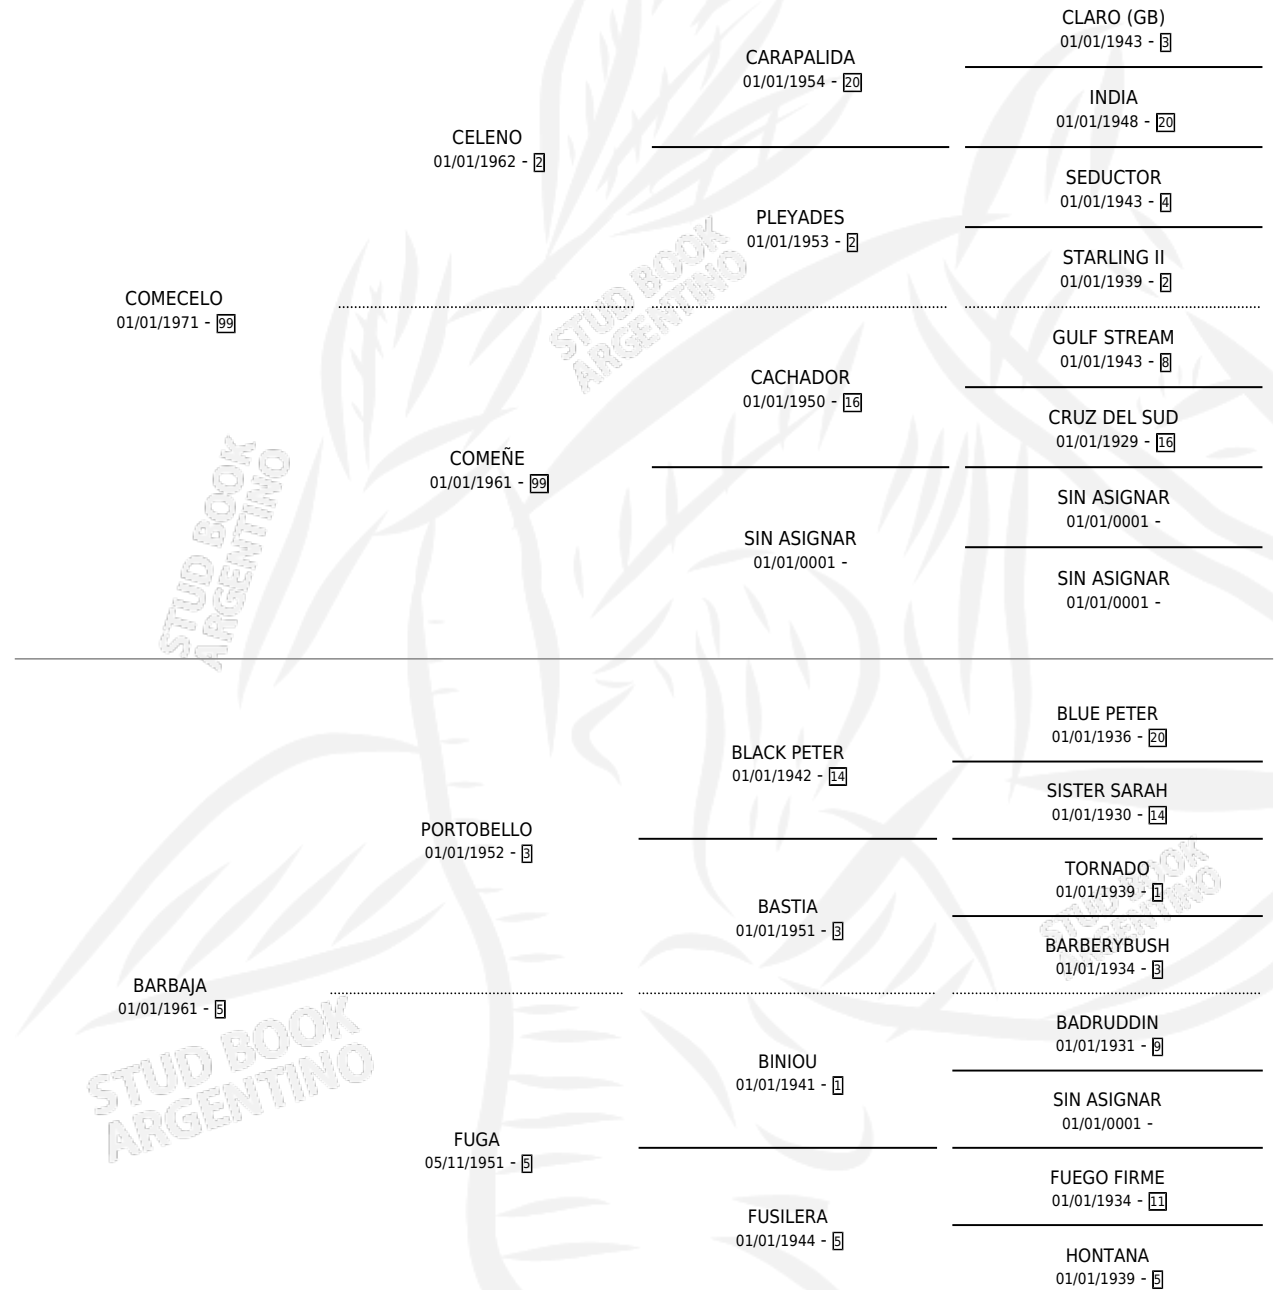 CLARO (GB)
01/01/1943 - 3
CARAPALIDA
01/01/1954 - 20
INDIA
01/01/1948 - 20
CELENO
01/01/1962 - 2
SEDUCTOR
01/01/1943 - 4
PLEYADES
01/01/1953 - 2
STARLING II
01/01/1939 - 2
COMECELO
01/01/1971 - 99
GULF STREAM
01/01/1943 - 8
CACHADOR
01/01/1950 - 16
CRUZ DEL SUD
01/01/1929 - 16
COMEÑE
01/01/1961 - 99
SIN ASIGNAR
01/01/0001 -
SIN ASIGNAR
01/01/0001 -
SIN ASIGNAR
01/01/0001 -
BLUE PETER
01/01/1936 - 20
BLACK PETER
01/01/1942 - 14
SISTER SARAH
01/01/1930 - 14
PORTOBELLO
01/01/1952 - 3
TORNADO
01/01/1939 - 1
BASTIA
01/01/1951 - 3
BARBERYBUSH
01/01/1934 - 3
BARBAJA
01/01/1961 - 5
BADRUDDIN
01/01/1931 - 9
BINIOU
01/01/1941 - 1
SIN ASIGNAR
01/01/0001 -
FUGA
05/11/1951 - 5
FUEGO FIRME
01/01/1934 - 11
FUSILERA
01/01/1944 - 5
HONTANA
01/01/1939 - 5
STUD BOOK
ARGENTINO
STUD BOOK
ARGENTINO
STUD BOOK
ARGENTINO
STUD BOOK
ARGENTINO